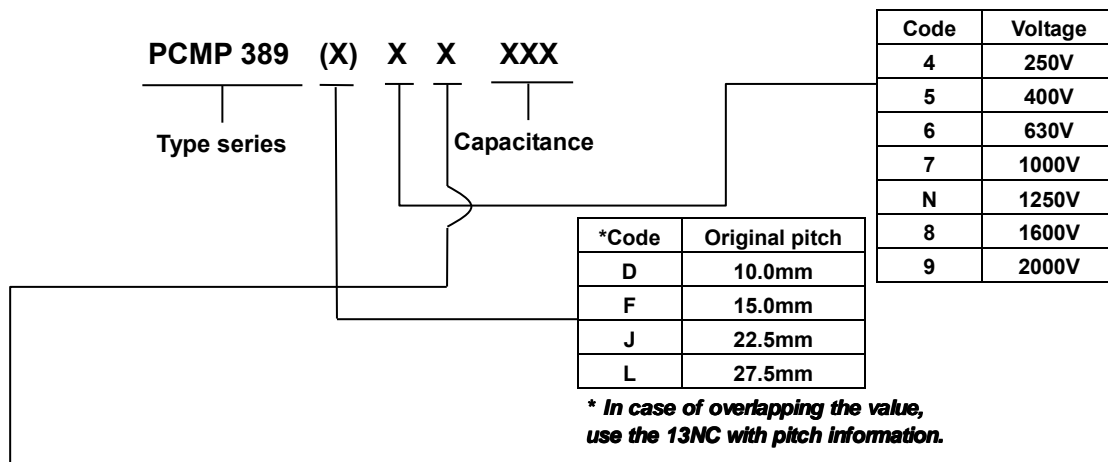 PCMP 389 (X) X X XXX
Type series
Capacitance
Code Voltage
4 250V
5 400V
6 630V
7 1000V
N 1250V
8 1600V
9 2000V
*Code Original pitch
D 10.0mm
F 15.0mm
J 22.5mm
L 27.5mm
* In case of overlapping the value,
use the 13NC with pitch information.